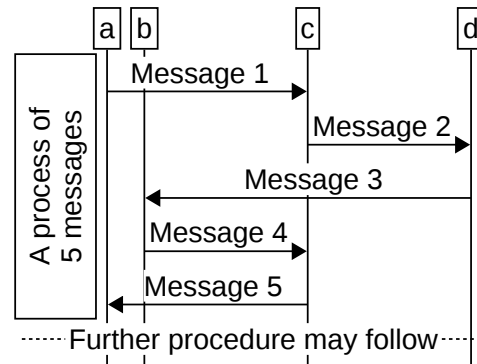 a b c d
Message 1
Message 2
Message 3
Message 4
Message 5
A process of
5 messages
Further procedure may follow